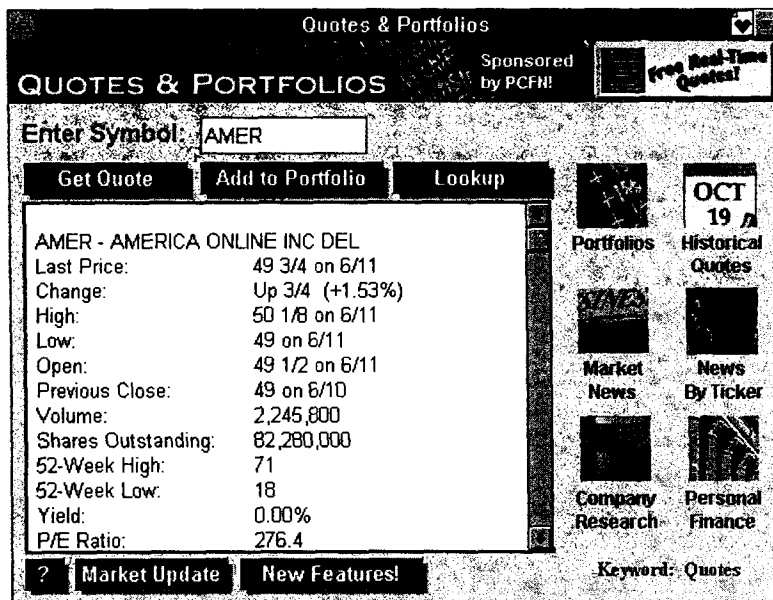 Quotes & Portfolios
QUOTES & PORTFOLIOS
Sponsored
by PCFN!
Free Real-Time
Quotes!
Enter Symbol: AMER
Get Quote Add to Portfolio Lookup
AMER - AMERICA ONLINE INC DEL
Last Price: 49 3/4 on 6/11
Change: Up 3/4 (+1.53%)
High: 50 1/8 on 6/11
Low: 49 on 6/11
Open: 49 1/2 on 6/11
Previous Close: 49 on 6/10
Volume: 2,245,800
Shares Outstanding: 82,280,000
52-Week High: 71
52-Week Low: 18
Yield: 0.00%
P/E Ratio: 276.4
OCT
19
Portfolios
Historical
Quotes
Market
News
News
By Ticker
Company
Research
Personal
Finance
? Market Update New Features!
Keyword: Quotes